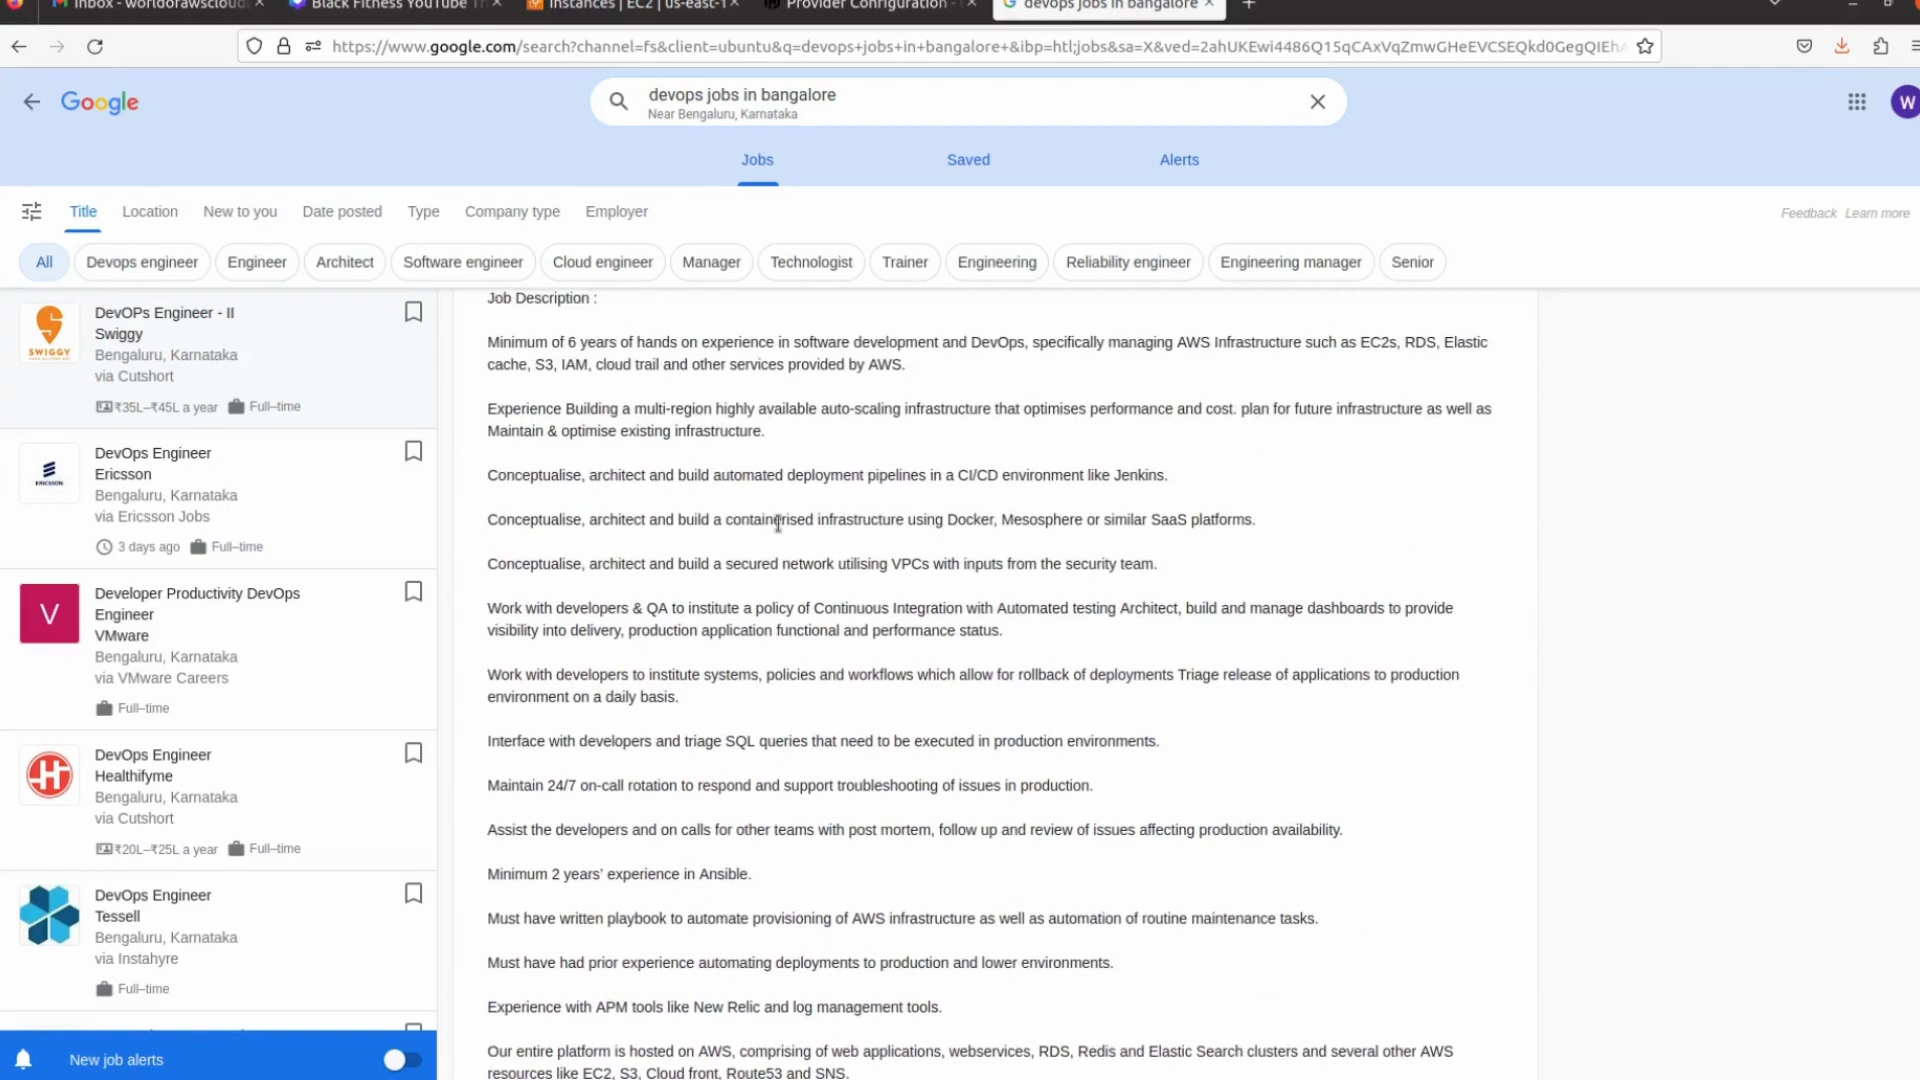 Inbox - worldorawscloud
Black Fitness YouTube Th
Instances | EC2 | us-east-1
Provider Configuration -
devops jobs in bangalore
https://www.google.com/search?channel=fs&client=ubuntu&q=devops+jobs+in+bangalore+&ibp=htl;jobs&sa=X&ved=2ahUKEwi4486Q15qCAxVqZmwGHeEVCSEQkd0GegQIEhA
Google
devops jobs in bangalore
Near Bengaluru, Karnataka
W
Jobs
Saved
Alerts
Title
Location
New to you
Date posted
Type
Company type
Employer
Feedback
Learn more
All
Devops engineer
Engineer
Architect
Software engineer
Cloud engineer
Manager
Technologist
Trainer
Engineering
Reliability engineer
Engineering manager
Senior
SWIGGY
DevOPs Engineer - II
Swiggy
Bengaluru, Karnataka
via Cutshort
₹35L–₹45L a year
Full–time
ERICSSON
DevOps Engineer
Ericsson
Bengaluru, Karnataka
via Ericsson Jobs
3 days ago
Full–time
V
Developer Productivity DevOps
Engineer
VMware
Bengaluru, Karnataka
via VMware Careers
Full–time
H
DevOps Engineer
Healthifyme
Bengaluru, Karnataka
via Cutshort
₹20L–₹25L a year
Full–time
DevOps Engineer
Tessell
Bengaluru, Karnataka
via Instahyre
Full–time
New job alerts
Job Description :
Minimum of 6 years of hands on experience in software development and DevOps, specifically managing AWS Infrastructure such as EC2s, RDS, Elastic
cache, S3, IAM, cloud trail and other services provided by AWS.
Experience Building a multi-region highly available auto-scaling infrastructure that optimises performance and cost. plan for future infrastructure as well as
Maintain & optimise existing infrastructure.
Conceptualise, architect and build automated deployment pipelines in a CI/CD environment like Jenkins.
Conceptualise, architect and build a containerised infrastructure using Docker, Mesosphere or similar SaaS platforms.
Conceptualise, architect and build a secured network utilising VPCs with inputs from the security team.
Work with developers & QA to institute a policy of Continuous Integration with Automated testing Architect, build and manage dashboards to provide
visibility into delivery, production application functional and performance status.
Work with developers to institute systems, policies and workflows which allow for rollback of deployments Triage release of applications to production
environment on a daily basis.
Interface with developers and triage SQL queries that need to be executed in production environments.
Maintain 24/7 on-call rotation to respond and support troubleshooting of issues in production.
Assist the developers and on calls for other teams with post mortem, follow up and review of issues affecting production availability.
Minimum 2 years' experience in Ansible.
Must have written playbook to automate provisioning of AWS infrastructure as well as automation of routine maintenance tasks.
Must have had prior experience automating deployments to production and lower environments.
Experience with APM tools like New Relic and log management tools.
Our entire platform is hosted on AWS, comprising of web applications, webservices, RDS, Redis and Elastic Search clusters and several other AWS
resources like EC2, S3, Cloud front, Route53 and SNS.